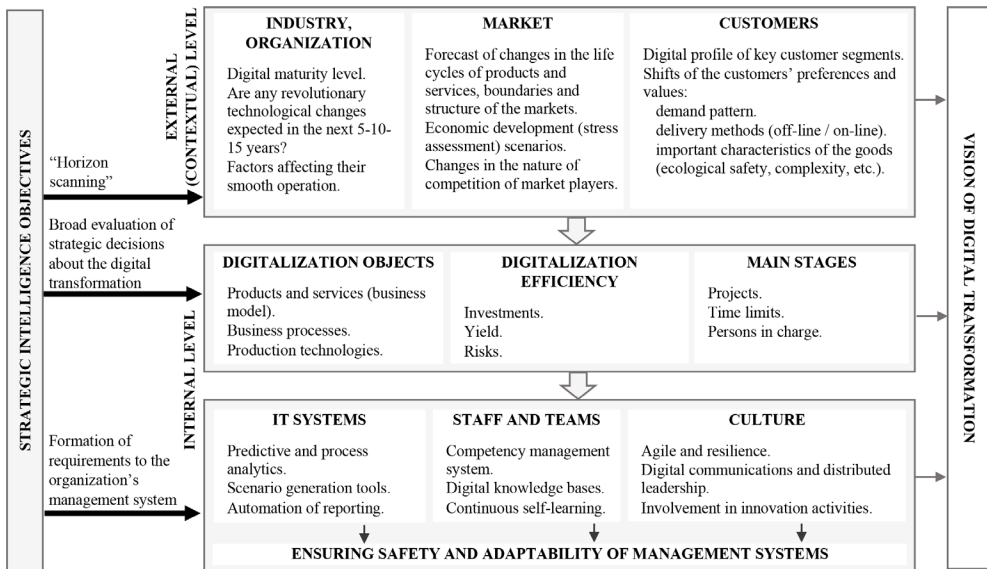 STRATEGIC INTELLIGENCE OBJECTIVES
“Horizon
scanning”
Broad evaluation of
strategic decisions
about the digital
transformation
Formation of
requirements to the
organization’s
management system
EXTERNAL
(CONTEXTUAL) LEVEL
INTERNAL LEVEL
INDUSTRY,
ORGANIZATION
Digital maturity level.
Are any revolutionary
technological changes
expected in the next 5-10-
15 years?
Factors affecting their
smooth operation.
MARKET
Forecast of changes in the life
cycles of products and
services, boundaries and
structure of the markets.
Economic development (stress
assessment) scenarios.
Changes in the nature of
competition of market players.
CUSTOMERS
Digital profile of key customer segments.
Shifts of the customers’ preferences and
values:
demand pattern.
delivery methods (off-line / on-line).
important characteristics of the goods
(ecological safety, complexity, etc.).
DIGITALIZATION OBJECTS
Products and services (business
model).
Business processes.
Production technologies.
DIGITALIZATION
EFFICIENCY
Investments.
Yield.
Risks.
MAIN STAGES
Projects.
Time limits.
Persons in charge.
IT SYSTEMS
Predictive and process
analytics.
Scenario generation tools.
Automation of reporting.
STAFF AND TEAMS
Competency management
system.
Digital knowledge bases.
Continuous self-learning.
CULTURE
Agile and resilience.
Digital communications and distributed
leadership.
Involvement in innovation activities.
ENSURING SAFETY AND ADAPTABILITY OF MANAGEMENT SYSTEMS
VISION OF DIGITAL TRANSFORMATION